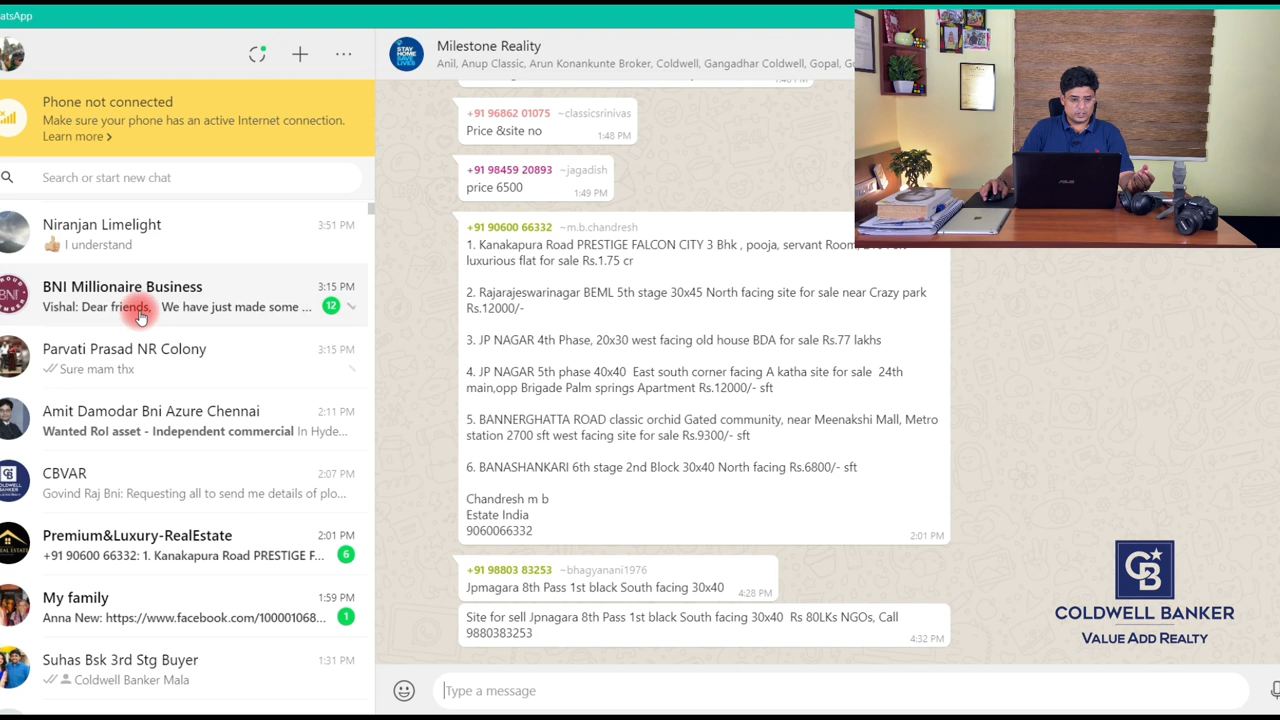 atsApp
Phone not connected
Make sure your phone has an active Internet connection.
Learn more >
Search or start new chat
Niranjan Limelight 3:51 PM
👍🏼 I understand
BNI Millionaire Business 3:15 PM
Vishal: Dear friends, We have just made some ... 12
Parvati Prasad NR Colony 3:15 PM
Sure mam thx
Amit Damodar Bni Azure Chennai 2:11 PM
Wanted RoI asset - Independent commercial In Hyde...
CBVAR 2:07 PM
Govind Raj Bni: Requesting all to send me details of plo...
Premium&Luxury-RealEstate 2:01 PM
+91 90600 66332: 1. Kanakapura Road PRESTIGE F... 6
My family 1:59 PM
Anna New: https://www.facebook.com/100001068... 1
Suhas Bsk 3rd Stg Buyer 1:31 PM
Coldwell Banker Mala
STAY
HOME
SAVE
LIVES
Milestone Reality
Anil, Anup Classic, Arun Konankunte Broker, Coldwell, Gangadhar Coldwell, Gopal, Go
+91 96862 01075 ~classicsrinivas
Price &site no 1:48 PM
+91 98459 20893 ~jagadish
price 6500 1:49 PM
+91 90600 66332 ~m.b.chandresh
1. Kanakapura Road PRESTIGE FALCON CITY 3 Bhk , pooja, servant Room,
luxurious flat for sale Rs.1.75 cr
2. Rajarajeswarinagar BEML 5th stage 30x45 North facing site for sale near Crazy park
Rs.12000/-
3. JP NAGAR 4th Phase, 20x30 west facing old house BDA for sale Rs.77 lakhs
4. JP NAGAR 5th phase 40x40 East south corner facing A katha site for sale 24th
main,opp Brigade Palm springs Apartment Rs.12000/- sft
5. BANNERGHATTA ROAD classic orchid Gated community, near Meenakshi Mall, Metro
station 2700 sft west facing site for sale Rs.9300/- sft
6. BANASHANKARI 6th stage 2nd Block 30x40 North facing Rs.6800/- sft
Chandresh m b
Estate India
9060066332 2:01 PM
+91 98803 83253 ~bhagyanani1976
Jpmagara 8th Pass 1st black South facing 30x40 4:28 PM
Site for sell Jpnagara 8th Pass 1st black South facing 30x40 Rs 80LKs NGOs, Call
9880383253 4:32 PM
Type a message
ASUS
CB
COLDWELL BANKER
VALUE ADD REALTY